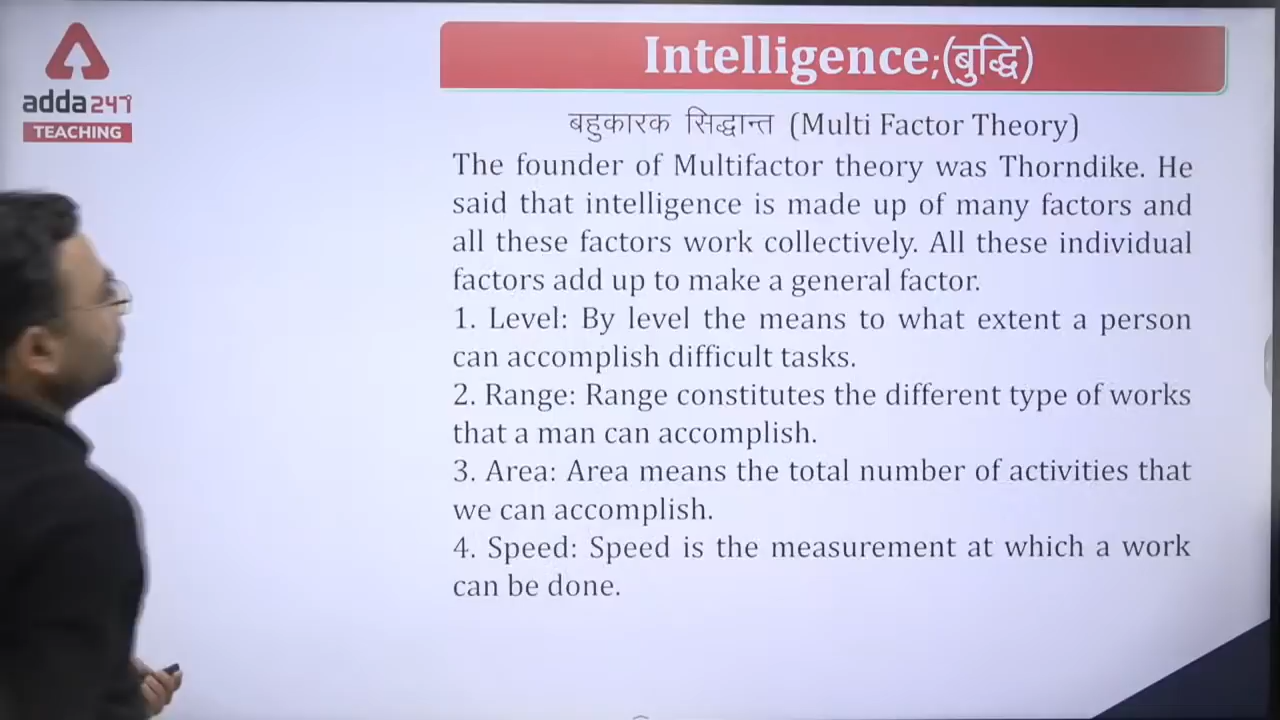 adda247
TEACHING
Intelligence;(बुद्धि)
बहुकारक सिद्धान्त (Multi Factor Theory)
The founder of Multifactor theory was Thorndike. He
said that intelligence is made up of many factors and
all these factors work collectively. All these individual
factors add up to make a general factor.
1. Level: By level the means to what extent a person
can accomplish difficult tasks.
2. Range: Range constitutes the different type of works
that a man can accomplish.
3. Area: Area means the total number of activities that
we can accomplish.
4. Speed: Speed is the measurement at which a work
can be done.